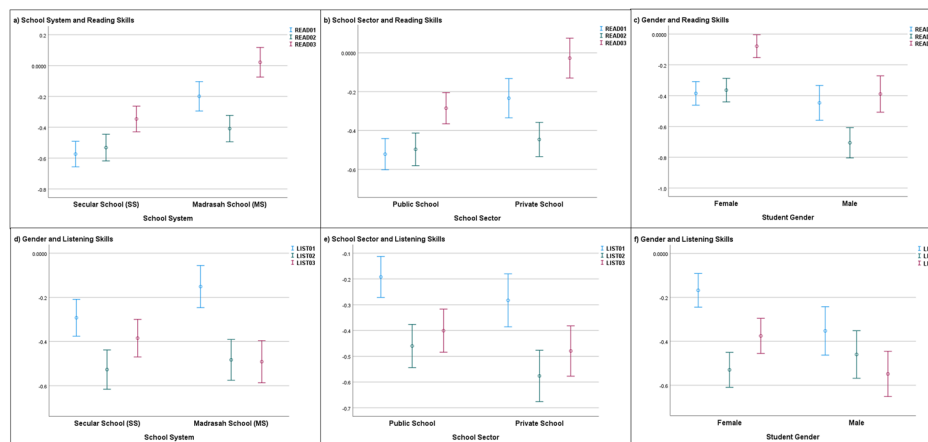 a) School System and Reading Skills
READ01
READ02
READ03
0.2
0.0000
-0.2
-0.4
-0.6
-0.8
Secular School (SS)
Madrasah School (MS)
School System
b) School Sector and Reading Skills
READ01
READ02
READ03
0.0000
-0.2
-0.4
-0.6
Public School
Private School
School Sector
c) Gender and Reading Skills
REA
REA
REA
0.0000
-0.2
-0.4
-0.6
-0.8
-1.0
Female
Male
Student Gender
d) Gender and Listening Skills
LIST01
LIST02
LIST03
0.0000
-0.2
-0.4
-0.6
Secular School (SS)
Madrasah School (MS)
School System
e) School Sector and Listening Skills
LIST01
LIST02
LIST03
-0.1
-0.2
-0.3
-0.4
-0.5
-0.6
-0.7
Public School
Private School
School Sector
f) Gender and Listening Skills
LI
LI
LI
0.0000
-0.2
-0.4
-0.6
Female
Male
Student Gender